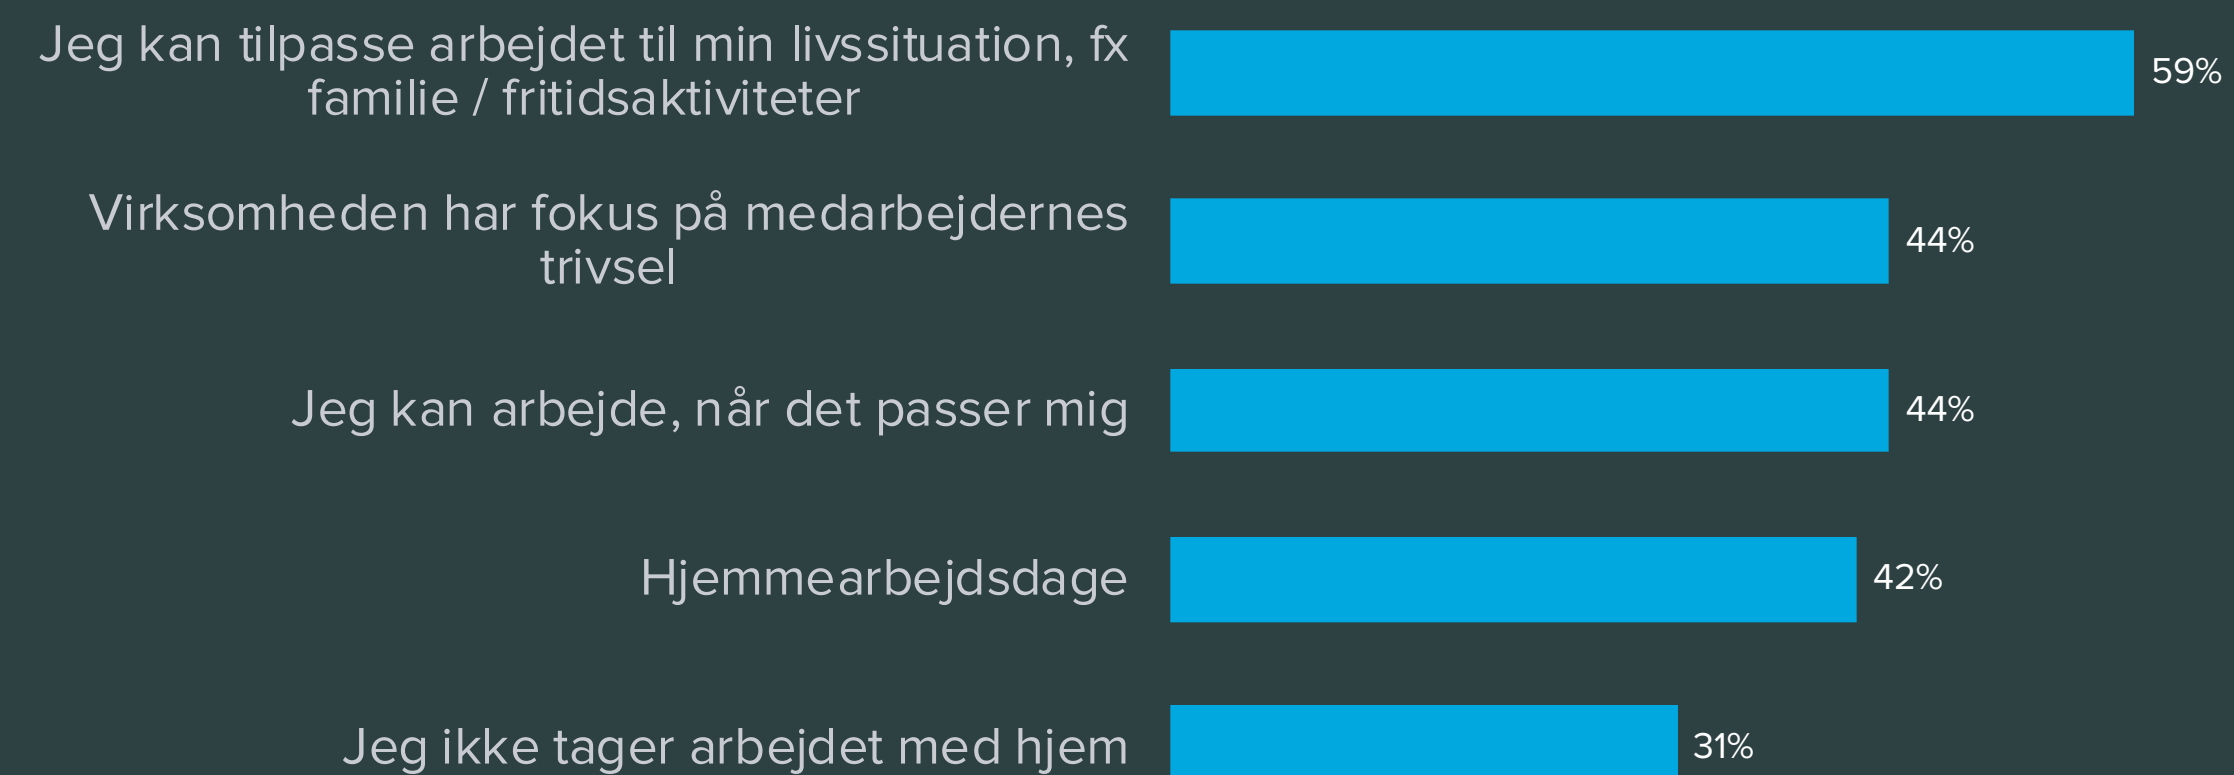 Jeg kan tilpasse arbejdet til min livssituation, fx
familie / fritidsaktiviteter
59%
Virksomheden har fokus på medarbejdernes
trivsel
44%
Jeg kan arbejde, når det passer mig
44%
Hjemmearbejdsdage
42%
Jeg ikke tager arbejdet med hjem
31%